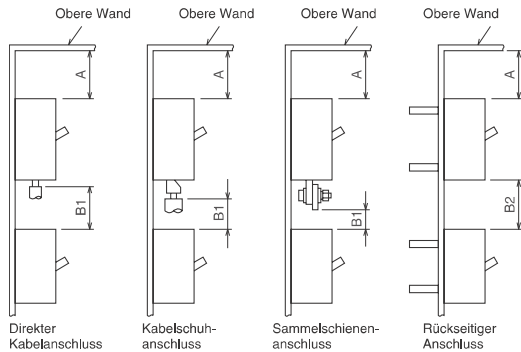 Obere Wand
Obere Wand
Obere Wand
Obere Wand
A
A
A
A
B1
B1
B1
B2
Direkter
Kabelanschluss
Kabelschuh-
anschluss
Sammelschienen-
anschluss
Rückseitiger
Anschluss